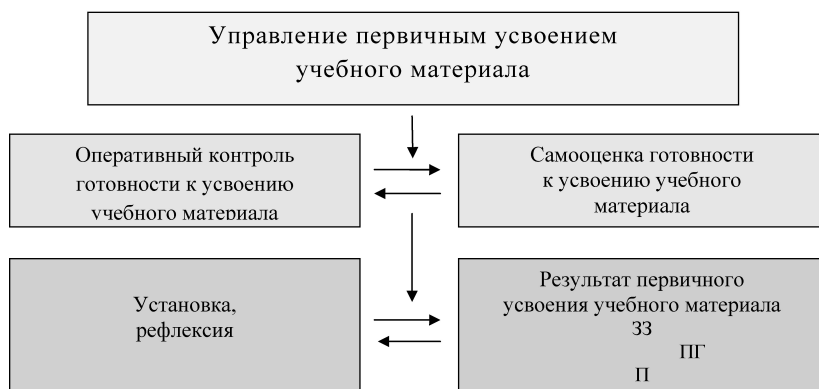 Управление первичным усвоением
учебного материала
Оперативный контроль
готовности к усвоению
учебного материала
Самооценка готовности
к усвоению учебного
материала
Установка,
рефлексия
Результат первичного
усвоения учебного материала
ЗЗ
ПГ
П